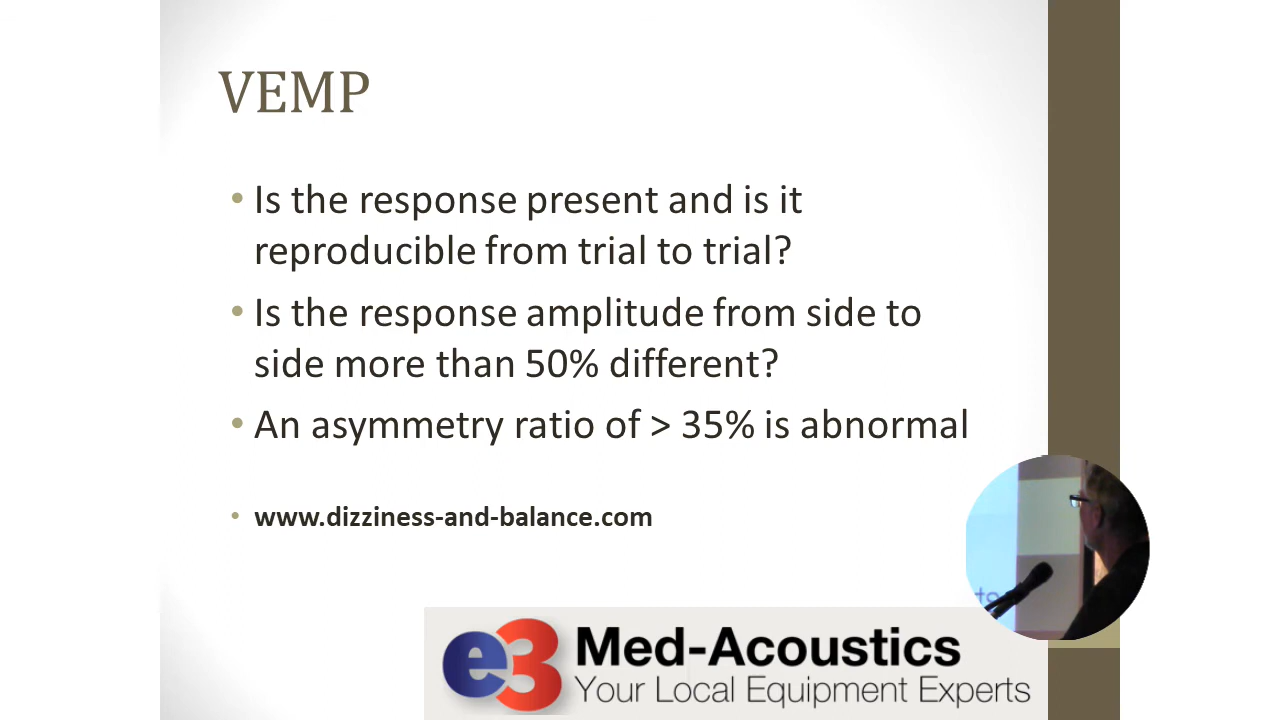 VEMP
• Is the response present and is it
reproducible from trial to trial?
• Is the response amplitude from side to
side more than 50% different?
• An asymmetry ratio of > 35% is abnormal
• www.dizziness-and-balance.com
e3 Med-Acoustics
Your Local Equipment Experts